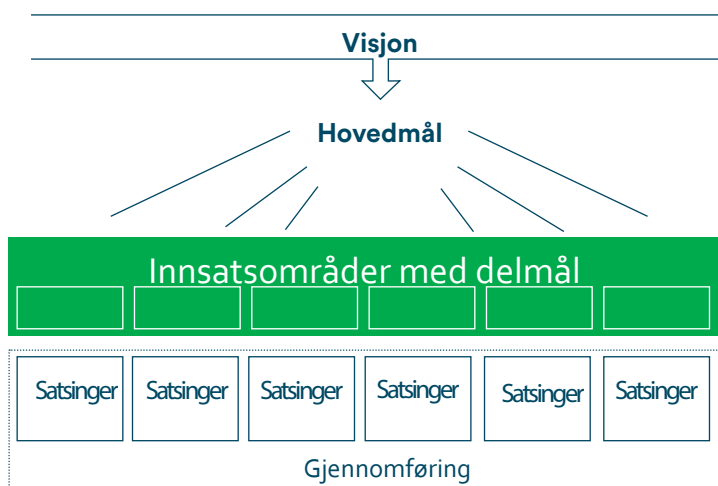 Visjon
Hovedmål
Innsatsområder med delmål
Satsinger Satsinger Satsinger Satsinger Satsinger Satsinger
Gjennomføring